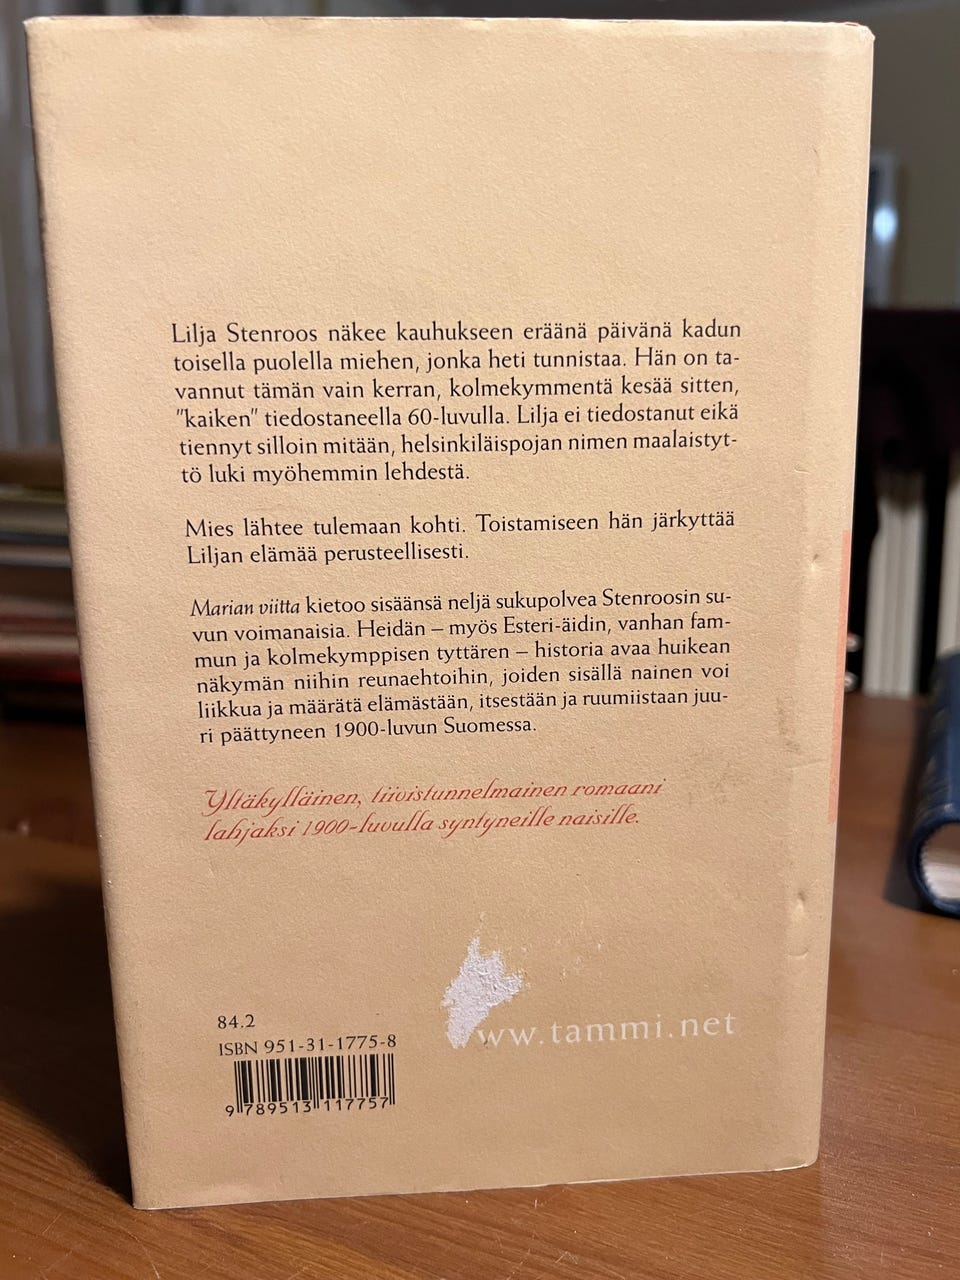 Lilja Stenroos näkee kauhukseen eräänä päivänä kadun
toisella puolella miehen, jonka heti tunnistaa. Hän on ta-
vannut tämän vain kerran, kolmekymmentä kesää sitten,
"kaiken" tiedostaneella 60-luvulla. Lilja ei tiedostanut eikä
tiennyt silloin mitään, helsinkiläispojan nimen maalaistyt-
tö luki myöhemmin lehdestä.
Mies lähtee tulemaan kohti. Toistamiseen hän järkyttää
Liljan elämää perusteellisesti.
Marian viitta kietoo sisäänsä neljä sukupolvea Stenroosin su-
vun voimanaisia. Heidän – myös Esteri-äidin, vanhan fam-
mun ja kolmekymppisen tyttären – historia avaa huikean
näkymän niihin reunaehtoihin, joiden sisällä nainen voi
liikkua ja määrätä elämästään, itsestään ja ruumiistaan juu-
ri päättyneen 1900-luvun Suomessa.
Yltäkylläinen, tiivistunnelmainen romaani
lahjaksi 1900-luvulla syntyneille naisille.
84.2
ISBN 951-31-1775-8
ww.tammi.net
9 789513 117757